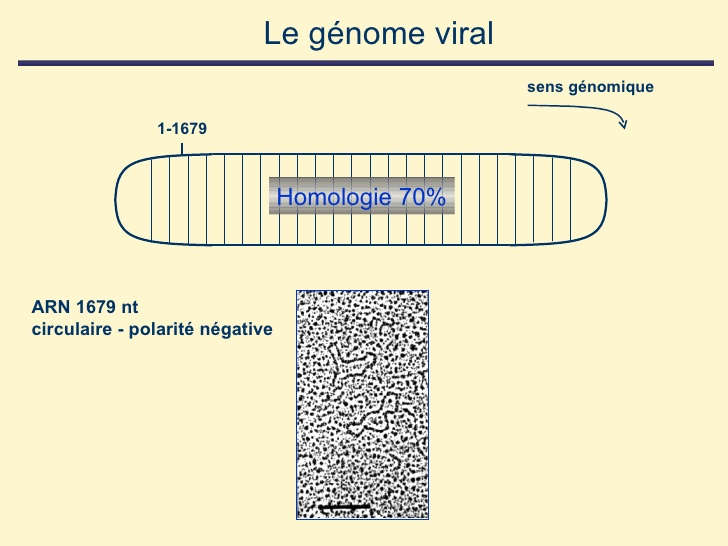 Le génome viral
sens génomique
1-1679
Homologie 70%
ARN 1679 nt
circulaire - polarité négative